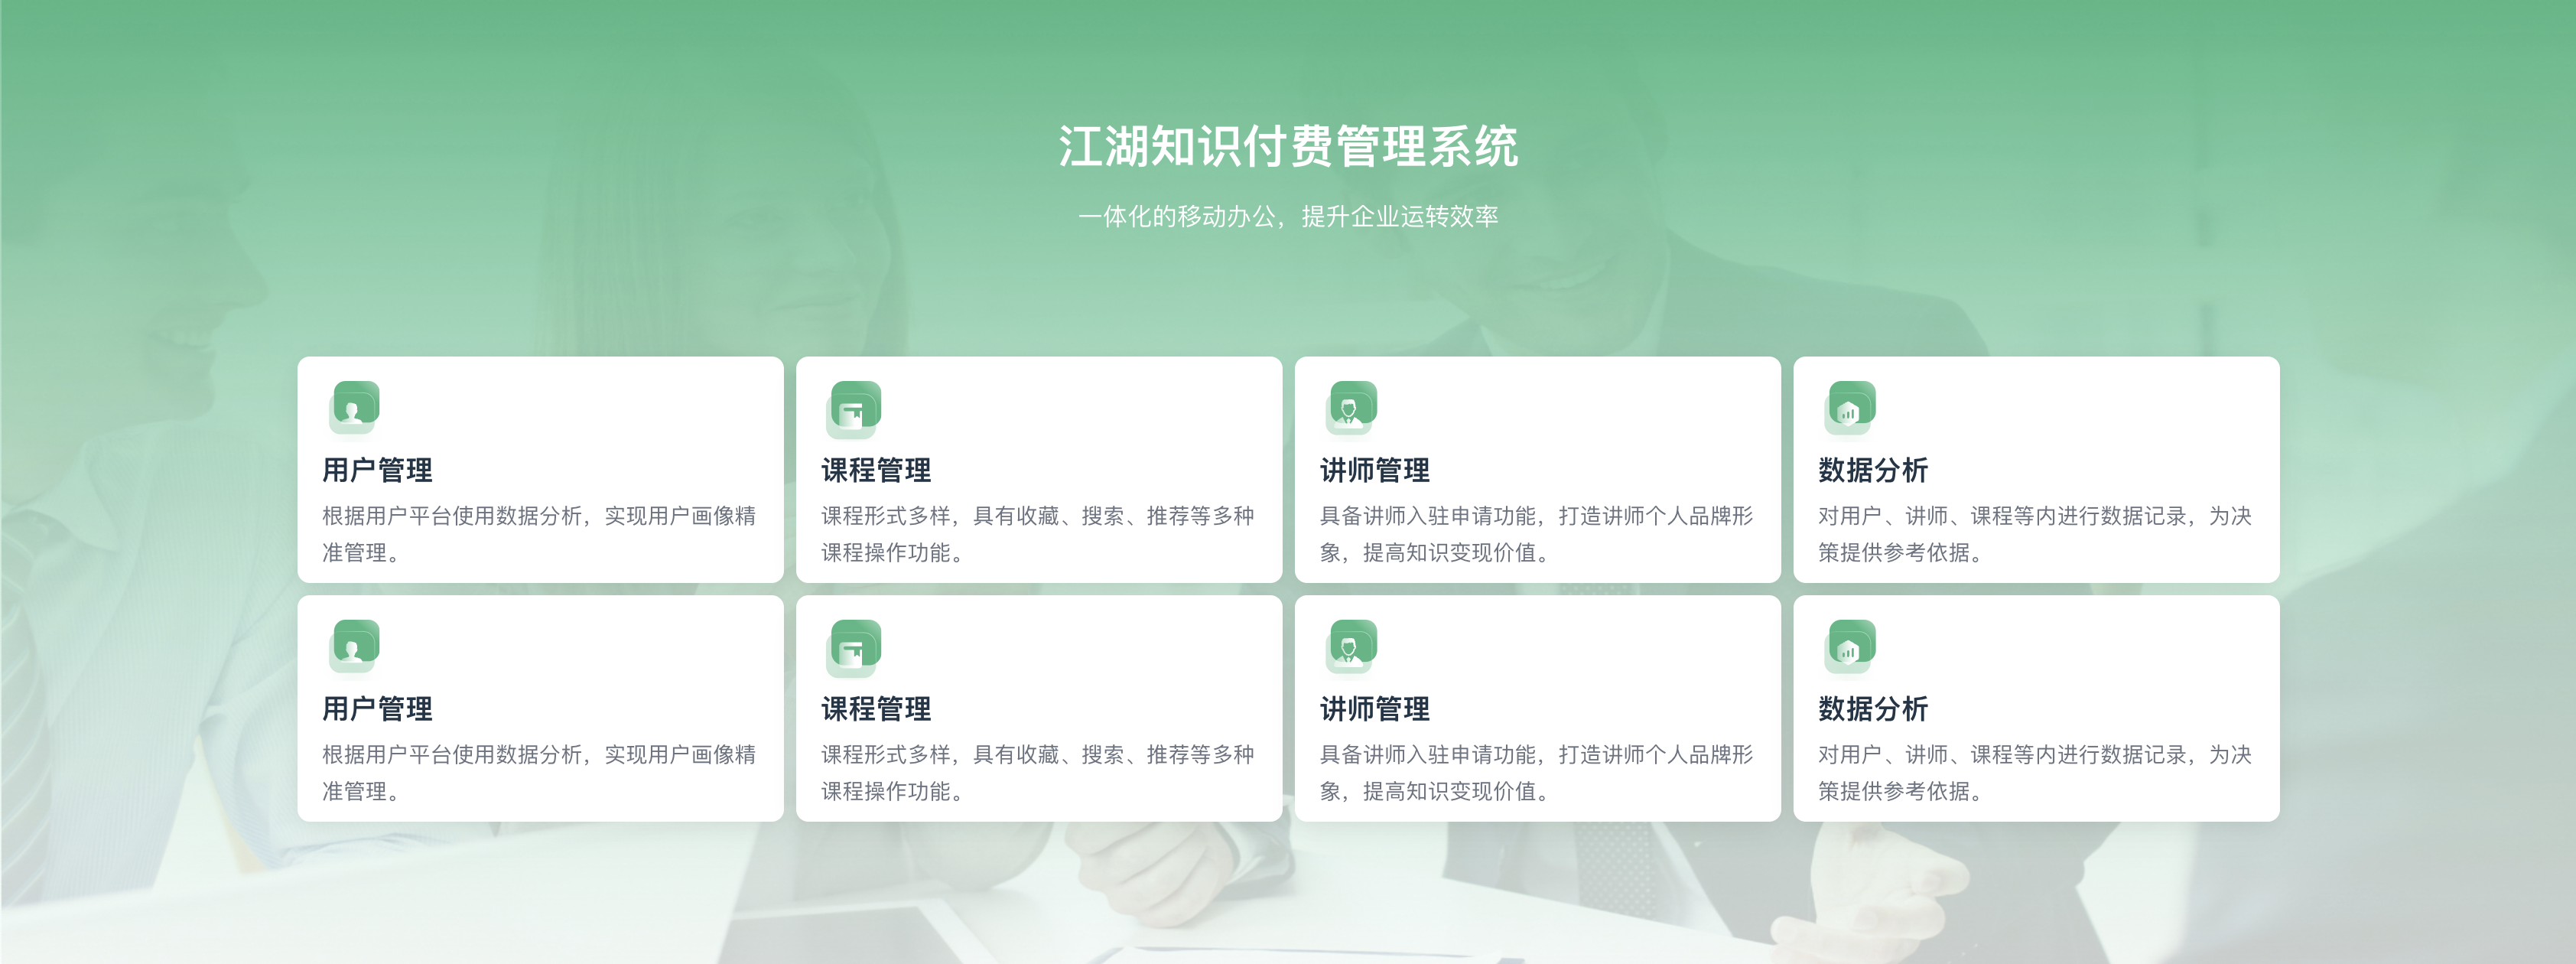 江湖知识付费管理系统
一体化的移动办公，提升企业运转效率
用户管理
根据用户平台使用数据分析，实现用户画像精
准管理。
课程管理
课程形式多样，具有收藏、搜索、推荐等多种
课程操作功能。
讲师管理
具备讲师入驻申请功能，打造讲师个人品牌形
象，提高知识变现价值。
数据分析
对用户、讲师、课程等内进行数据记录，为决
策提供参考依据。
用户管理
根据用户平台使用数据分析，实现用户画像精
准管理。
课程管理
课程形式多样，具有收藏、搜索、推荐等多种
课程操作功能。
讲师管理
具备讲师入驻申请功能，打造讲师个人品牌形
象，提高知识变现价值。
数据分析
对用户、讲师、课程等内进行数据记录，为决
策提供参考依据。